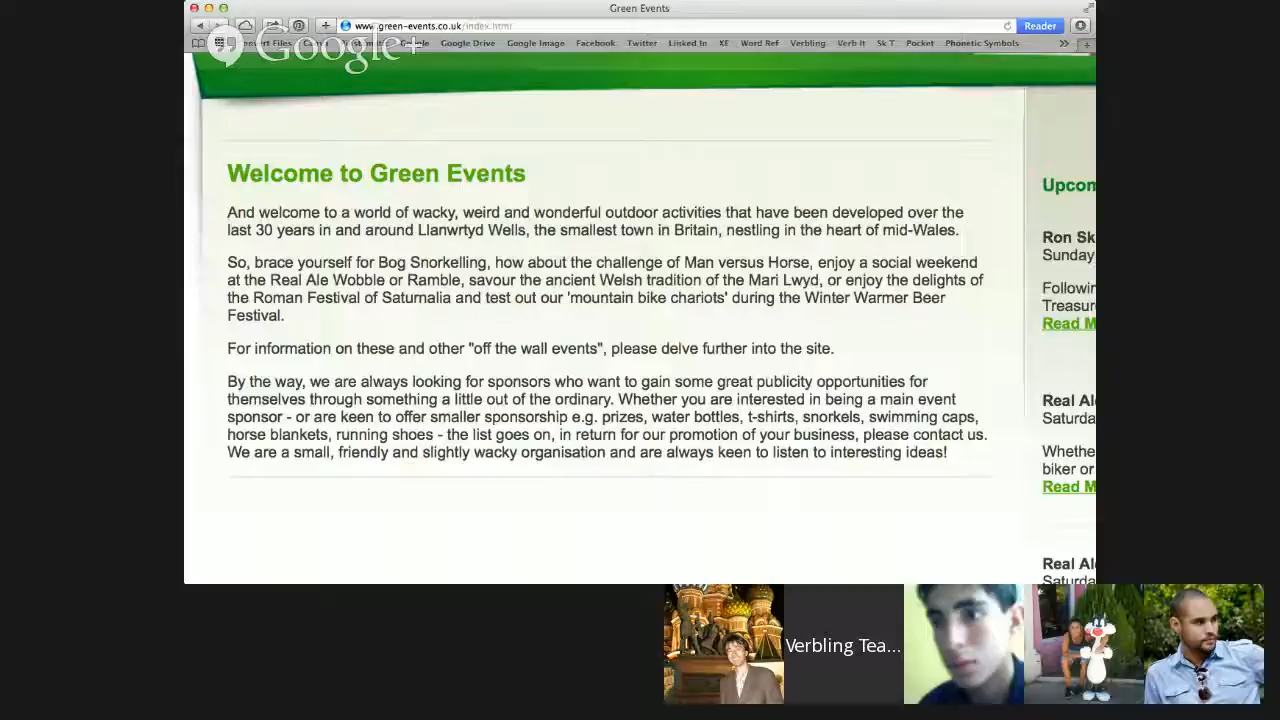 Green Events
www.green-events.co.uk/index.html
Reader
Google+
Google Drive Google Image Facebook Twitter Linked In XE Word Ref Verbling Verb It Sk T Pocket Phonetic Symbols
Welcome to Green Events
And welcome to a world of wacky, weird and wonderful outdoor activities that have been developed over the
last 30 years in and around Llanwrtyd Wells, the smallest town in Britain, nestling in the heart of mid-Wales.
So, brace yourself for Bog Snorkelling, how about the challenge of Man versus Horse, enjoy a social weekend
at the Real Ale Wobble or Ramble, savour the ancient Welsh tradition of the Mari Lwyd, or enjoy the delights of
the Roman Festival of Saturnalia and test out our 'mountain bike chariots' during the Winter Warmer Beer
Festival.
For information on these and other "off the wall events", please delve further into the site.
By the way, we are always looking for sponsors who want to gain some great publicity opportunities for
themselves through something a little out of the ordinary. Whether you are interested in being a main event
sponsor - or are keen to offer smaller sponsorship e.g. prizes, water bottles, t-shirts, snorkels, swimming caps,
horse blankets, running shoes - the list goes on, in return for our promotion of your business, please contact us.
We are a small, friendly and slightly wacky organisation and are always keen to listen to interesting ideas!
Upcom
Ron Sk
Sunday
Followin
Treasur
Read M
Real Al
Saturda
Whethe
biker or
Read M
Real Al
Saturda
Verbling Tea...